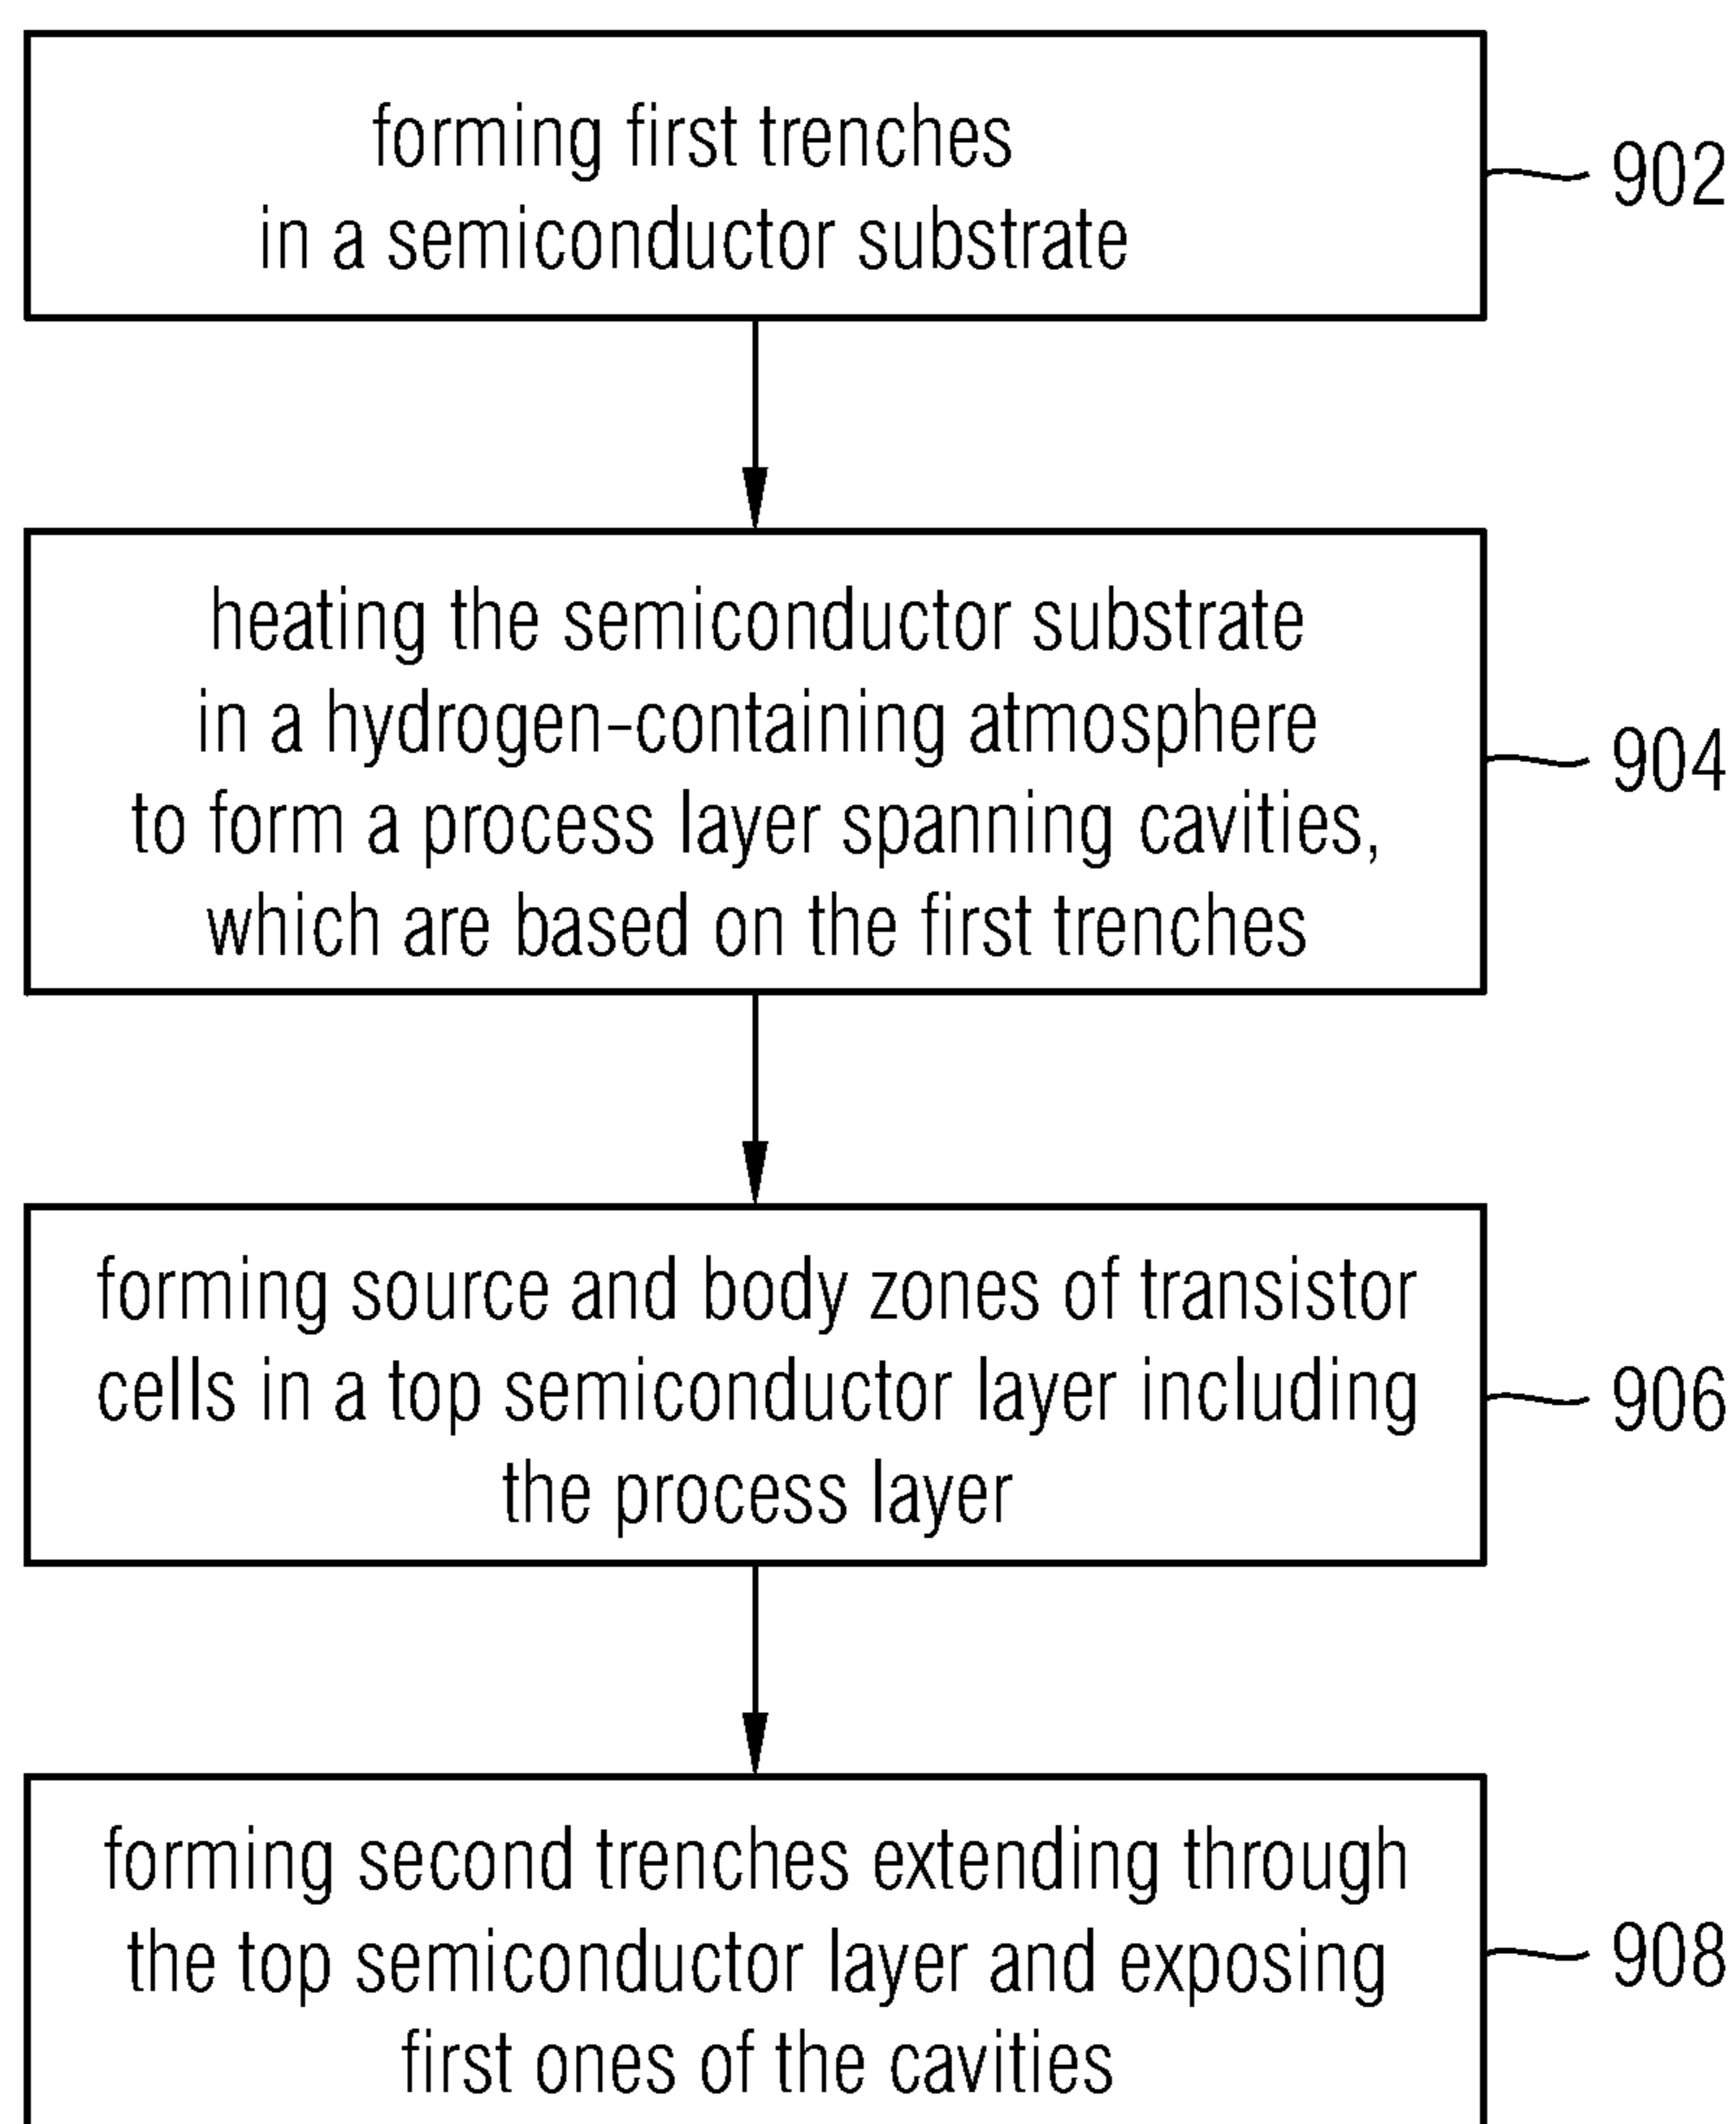 forming first trenches
in a semiconductor substrate
902
heating the semiconductor substrate
in a hydrogen-containing atmosphere
to form a process layer spanning cavities,
which are based on the first trenches
904
forming source and body zones of transistor
cells in a top semiconductor layer including
the process layer
906
forming second trenches extending through
the top semiconductor layer and exposing
first ones of the cavities
908